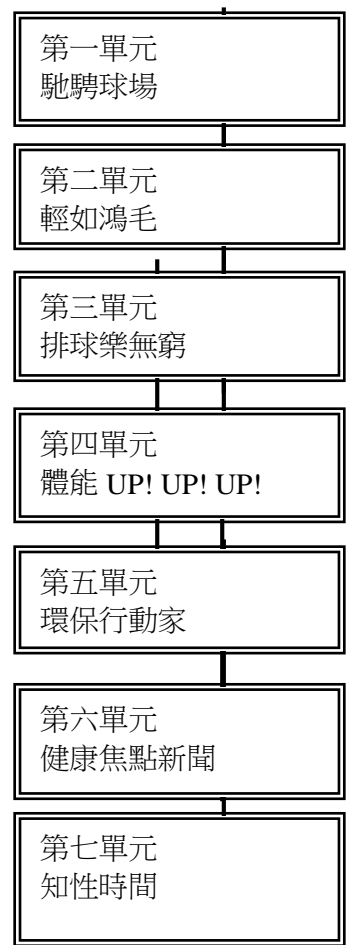 第一單元
馳騁球場
第二單元
輕如鴻毛
第三單元
排球樂無窮
第四單元
體能 UP! UP! UP!
第五單元
環保行動家
第六單元
健康焦點新聞
第七單元
知性時間